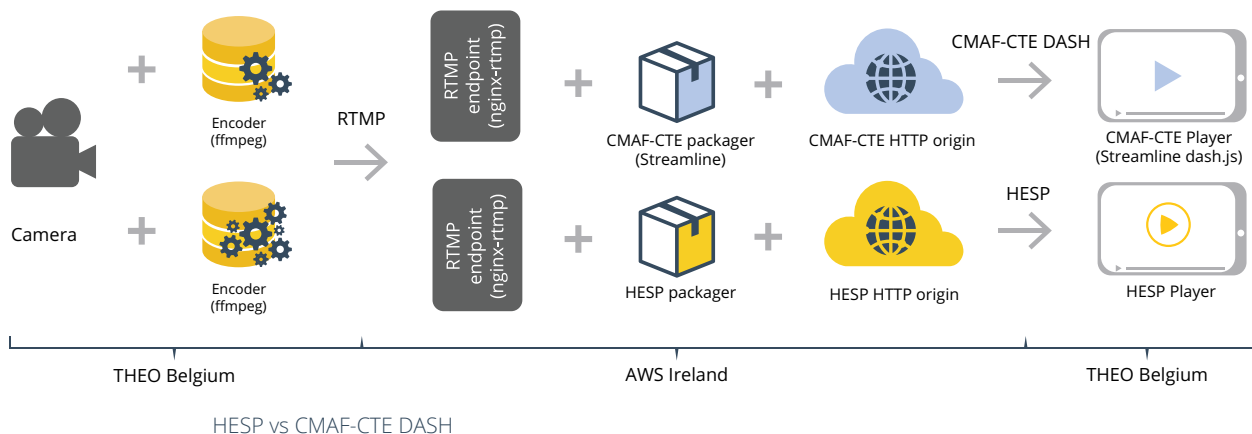 Camera
Encoder
(ffmpeg)
Encoder
(ffmpeg)
RTMP
RTMP
endpoint
(nginx-rtmp)
RTMP
endpoint
(nginx-rtmp)
CMAF-CTE packager
(Streamline)
HESP packager
CMAF-CTE HTTP origin
HESP HTTP origin
CMAF-CTE DASH
HESP
CMAF-CTE Player
(Streamline dash.js)
HESP Player
THEO Belgium
AWS Ireland
THEO Belgium
HESP vs CMAF-CTE DASH